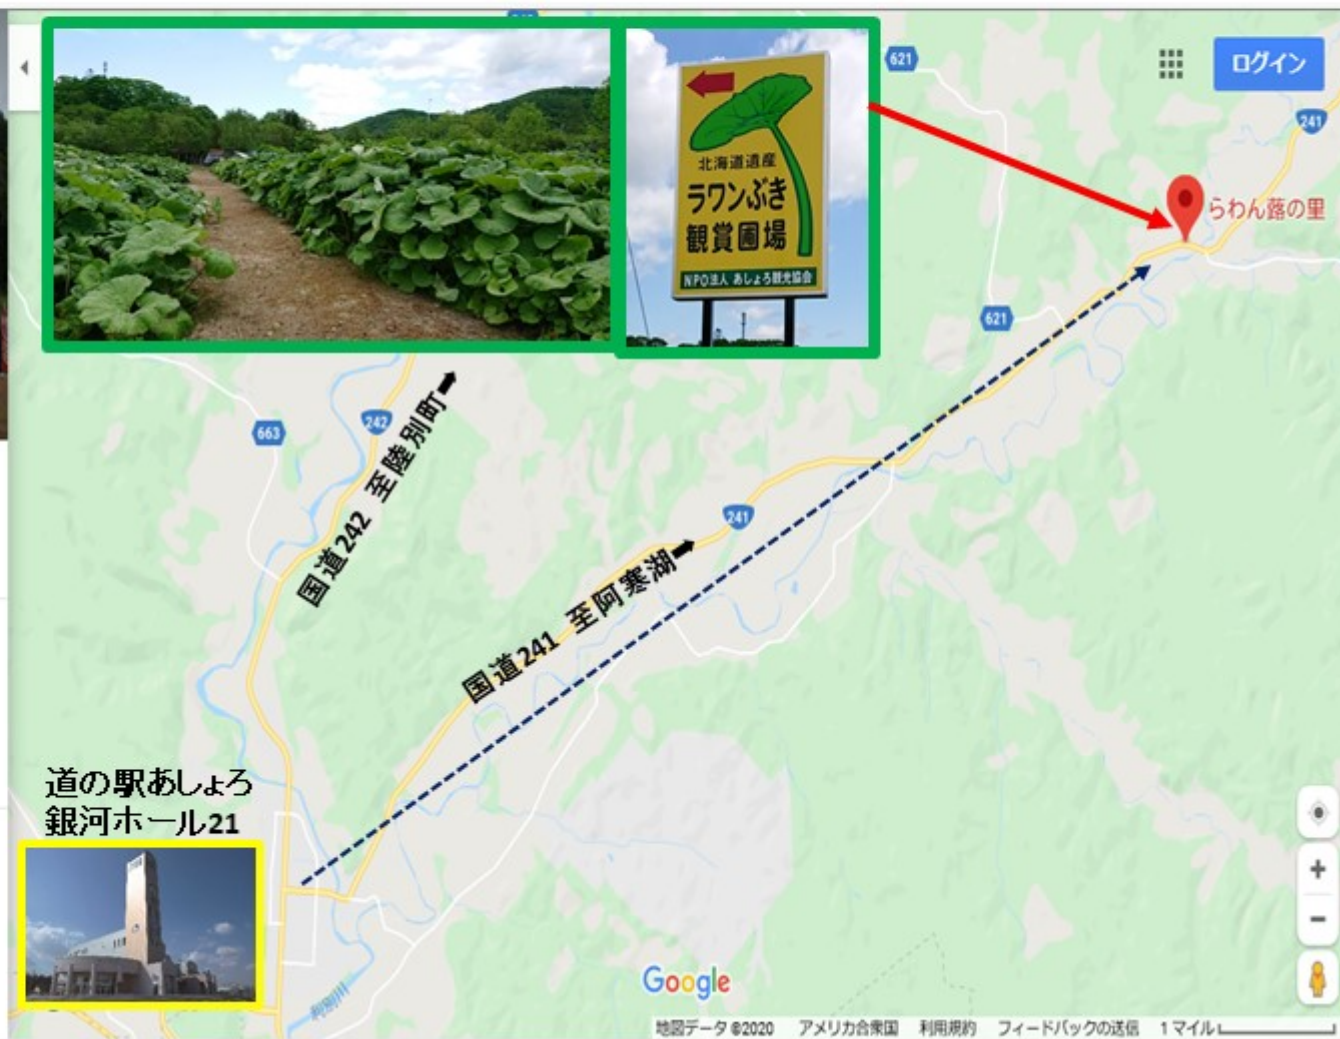 621
ログイン
241
北海道遺産
ラワンぶき
観賞圃場
NPO法人 あしょろ観光協会
らわん蕗の里
621
663
242
国道242 至陸別町
241
国道241 至阿寒湖
道の駅あしょろ
銀河ホール21
利別川
Google
地図データ ©2020 アメリカ合衆国 利用規約 フィードバックの送信 1 マイル